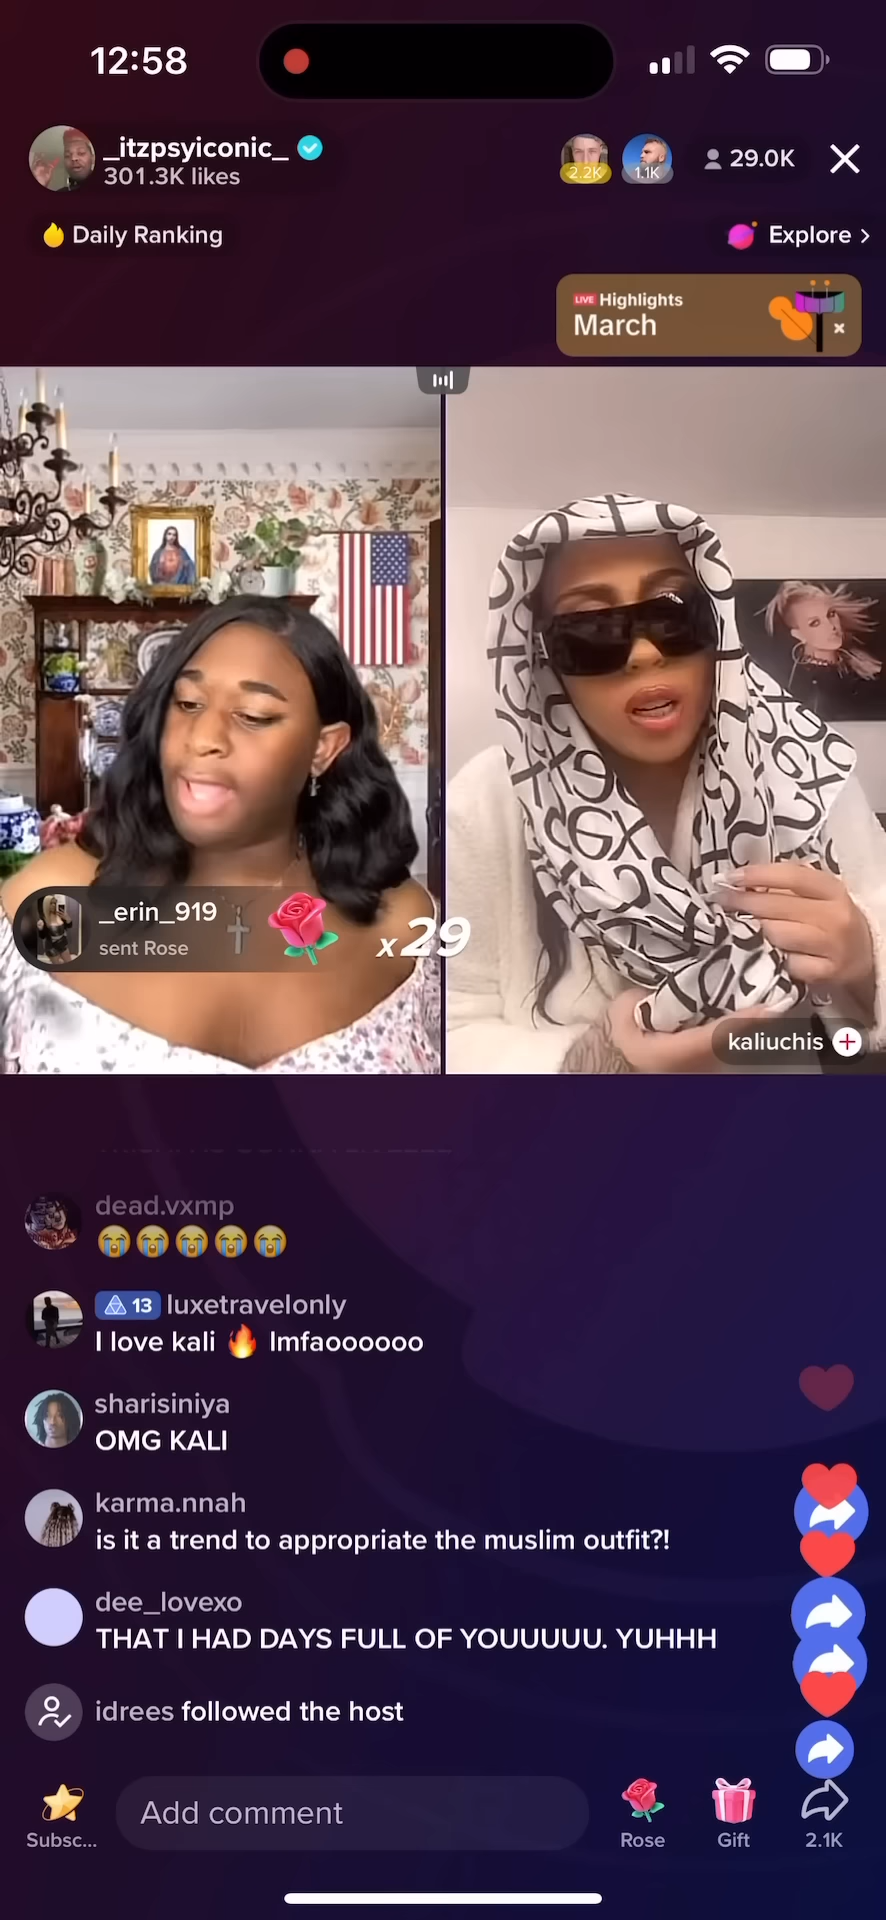 12:58
_itzpsyiconic_
301.3K likes
2.2K
1.1K
29.0K
Daily Ranking
Explore >
LIVE Highlights
March
_erin_919
sent Rose
x29
kaliuchis
dead.vxmp
😭😭😭😭😭
13 luxetravelonly
I love kali 🔥 lmfaoooooo
sharisiniya
OMG KALI
karma.nnah
is it a trend to appropriate the muslim outfit?!
dee_lovexo
THAT I HAD DAYS FULL OF YOUUUUU. YUHHH
idrees followed the host
Add comment
Subsc...
Rose
Gift
2.1K